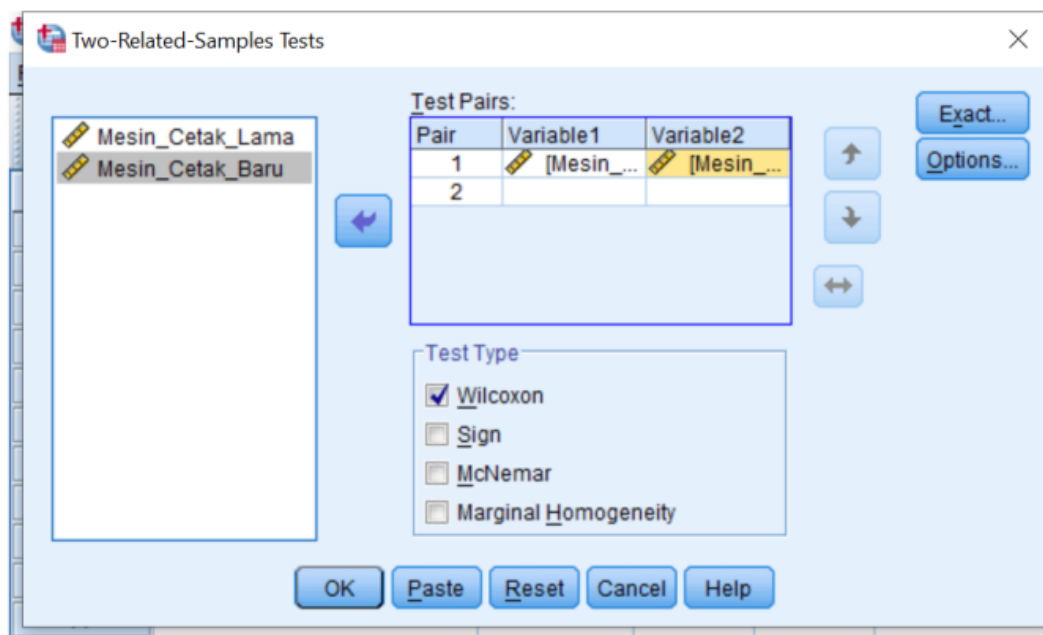 Two-Related-Samples Tests
Test Pairs:
Mesin_Cetak_Lama
Mesin_Cetak_Baru
Pair Variable1 Variable2
1 [Mesin_... [Mesin_...
2
Exact...
Options...
Test Type
Wilcoxon
Sign
McNemar
Marginal Homogeneity
OK Paste Reset Cancel Help